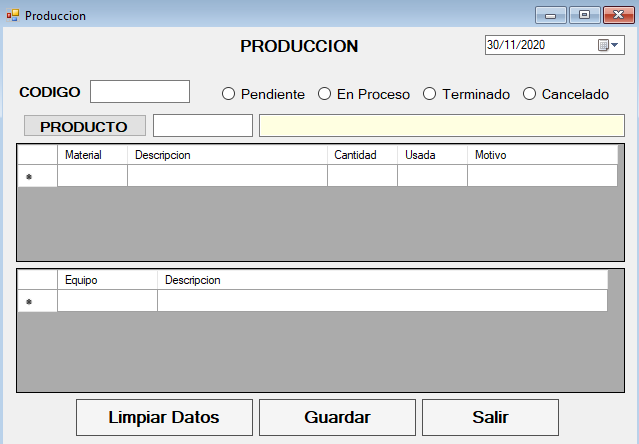 Produccion
PRODUCCION
30/11/2020
CODIGO
Pendiente En Proceso Terminado Cancelado
PRODUCTO
Material Descripcion Cantidad Usada Motivo
*
Equipo Descripcion
*
Limpiar Datos Guardar Salir